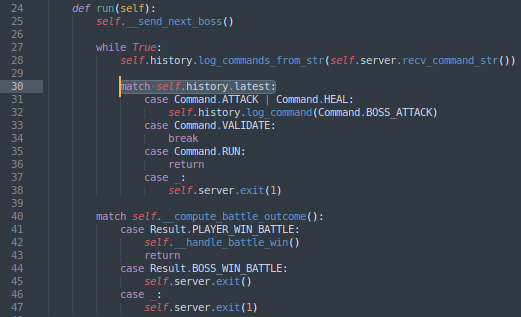 24 def run(self):
25 self.__send_next_boss()
26
27 while True:
28 self.history.log_commands_from_str(self.server.recv_command_str())
29
30 match self.history.latest:
31 case Command.ATTACK | Command.HEAL:
32 self.history.log_command(Command.BOSS_ATTACK)
33 case Command.VALIDATE:
34 break
35 case Command.RUN:
36 return
37 case _:
38 self.server.exit(1)
39
40 match self.__compute_battle_outcome():
41 case Result.PLAYER_WIN_BATTLE:
42 self.__handle_battle_win()
43 return
44 case Result.BOSS_WIN_BATTLE:
45 self.server.exit()
46 case _:
47 self.server.exit(1)